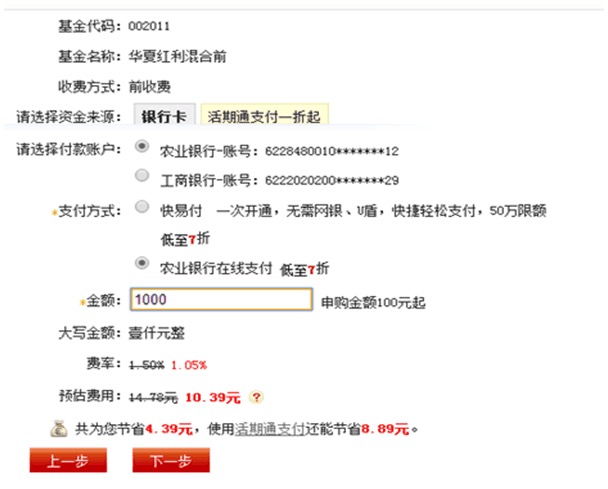 基金代码：002011
基金名称：华夏红利混合前
收费方式：前收费
请选择资金来源：银行卡 活期通支付一折起
请选择付款账户：农业银行-账号：6228480010*******12
工商银行-账号：6222020200*******29
*支付方式：快易付 一次开通，无需网银、U盾，快捷轻松支付，50万限额
低至7折
农业银行在线支付 低至7折
*金额：1000 申购金额100元起
大写金额：壹仟元整
费率：1.50% 1.05%
预估费用：14.78元 10.39元 ?
共为您节省4.39元，使用活期通支付还能节省8.89元。
上一步 下一步